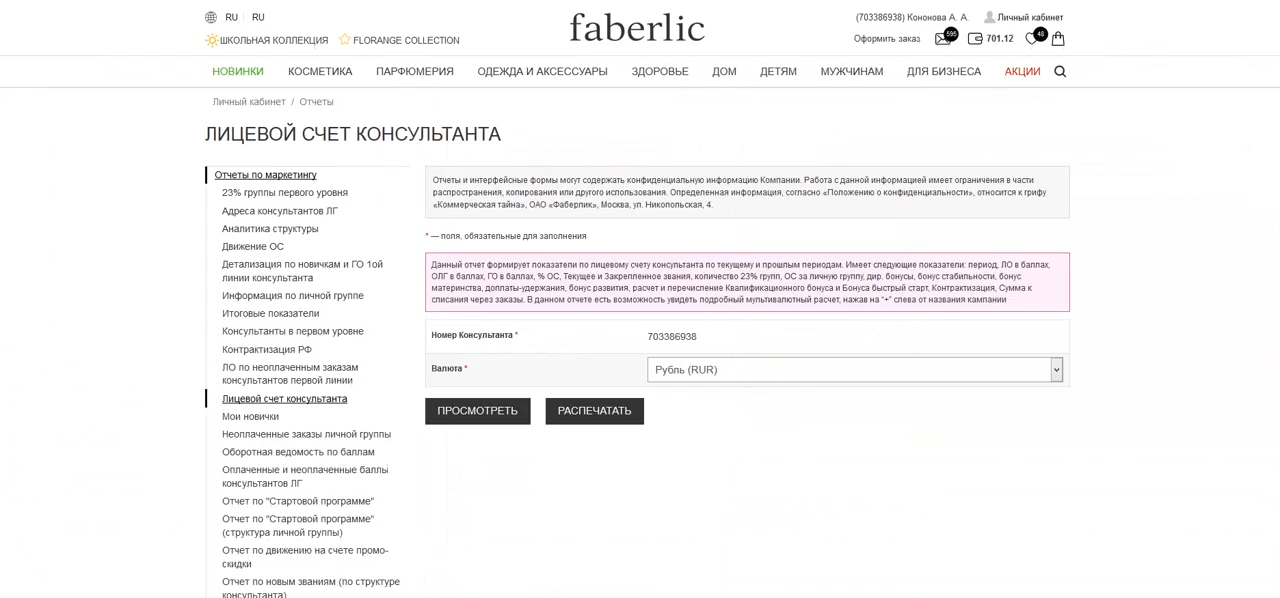 RU RU
faberlic
(703386938) Кононова А. А. Личный кабинет
ШКОЛЬНАЯ КОЛЛЕКЦИЯ FLORANGE COLLECTION
Оформить заказ 595 701.12 48
НОВИНКИ КОСМЕТИКА ПАРФЮМЕРИЯ ОДЕЖДА И АКСЕССУАРЫ ЗДОРОВЬЕ ДОМ ДЕТЯМ МУЖЧИНАМ ДЛЯ БИЗНЕСА АКЦИИ
Личный кабинет / Отчеты
ЛИЦЕВОЙ СЧЕТ КОНСУЛЬТАНТА
Отчеты по маркетингу
23% группы первого уровня
Адреса консультантов ЛГ
Аналитика структуры
Движение ОС
Детализация по новичкам и ГО 1ой
линии консультанта
Информация по личной группе
Итоговые показатели
Консультанты в первом уровне
Контрактизация РФ
ЛО по неоплаченным заказам
консультантов первой линии
Лицевой счет консультанта
Мои новички
Неоплаченные заказы личной группы
Оборотная ведомость по баллам
Оплаченные и неоплаченные баллы
консультантов ЛГ
Отчет по "Стартовой программе"
Отчет по "Стартовой программе"
(структура личной группы)
Отчет по движению на счете промо-
скидки
Отчет по новым званиям (по структуре
консультанта)
Отчеты и интерфейсные формы могут содержать конфиденциальную информацию Компании. Работа с данной информацией имеет ограничения в части
распространения, копирования или другого использования. Определенная информация, согласно «Положению о конфиденциальности», относится к грифу
«Коммерческая тайна», ОАО «Фаберлик», Москва, ул. Никопольская, 4.
* — поля, обязательные для заполнения
Данный отчет формирует показатели по лицевому счету консультанта по текущему и прошлым периодам. Имеет следующие показатели: период, ЛО в баллах,
ОЛГ в баллах, ГО в баллах, % ОС, Текущее и Закрепленное звания, количество 23% групп, ОС за личную группу, дир. бонусы, бонус стабильности, бонус
материнства, доплаты-удержания, бонус развития, расчет и перечисление Квалификационного бонуса и Бонуса быстрый старт, Контрактизация, Сумма к
списания через заказы. В данном отчете есть возможность увидеть подробный мультивалютный расчет, нажав на "+" слева от названия кампании
Номер Консультанта * 703386938
Валюта * Рубль (RUR)
ПРОСМОТРЕТЬ РАСПЕЧАТАТЬ